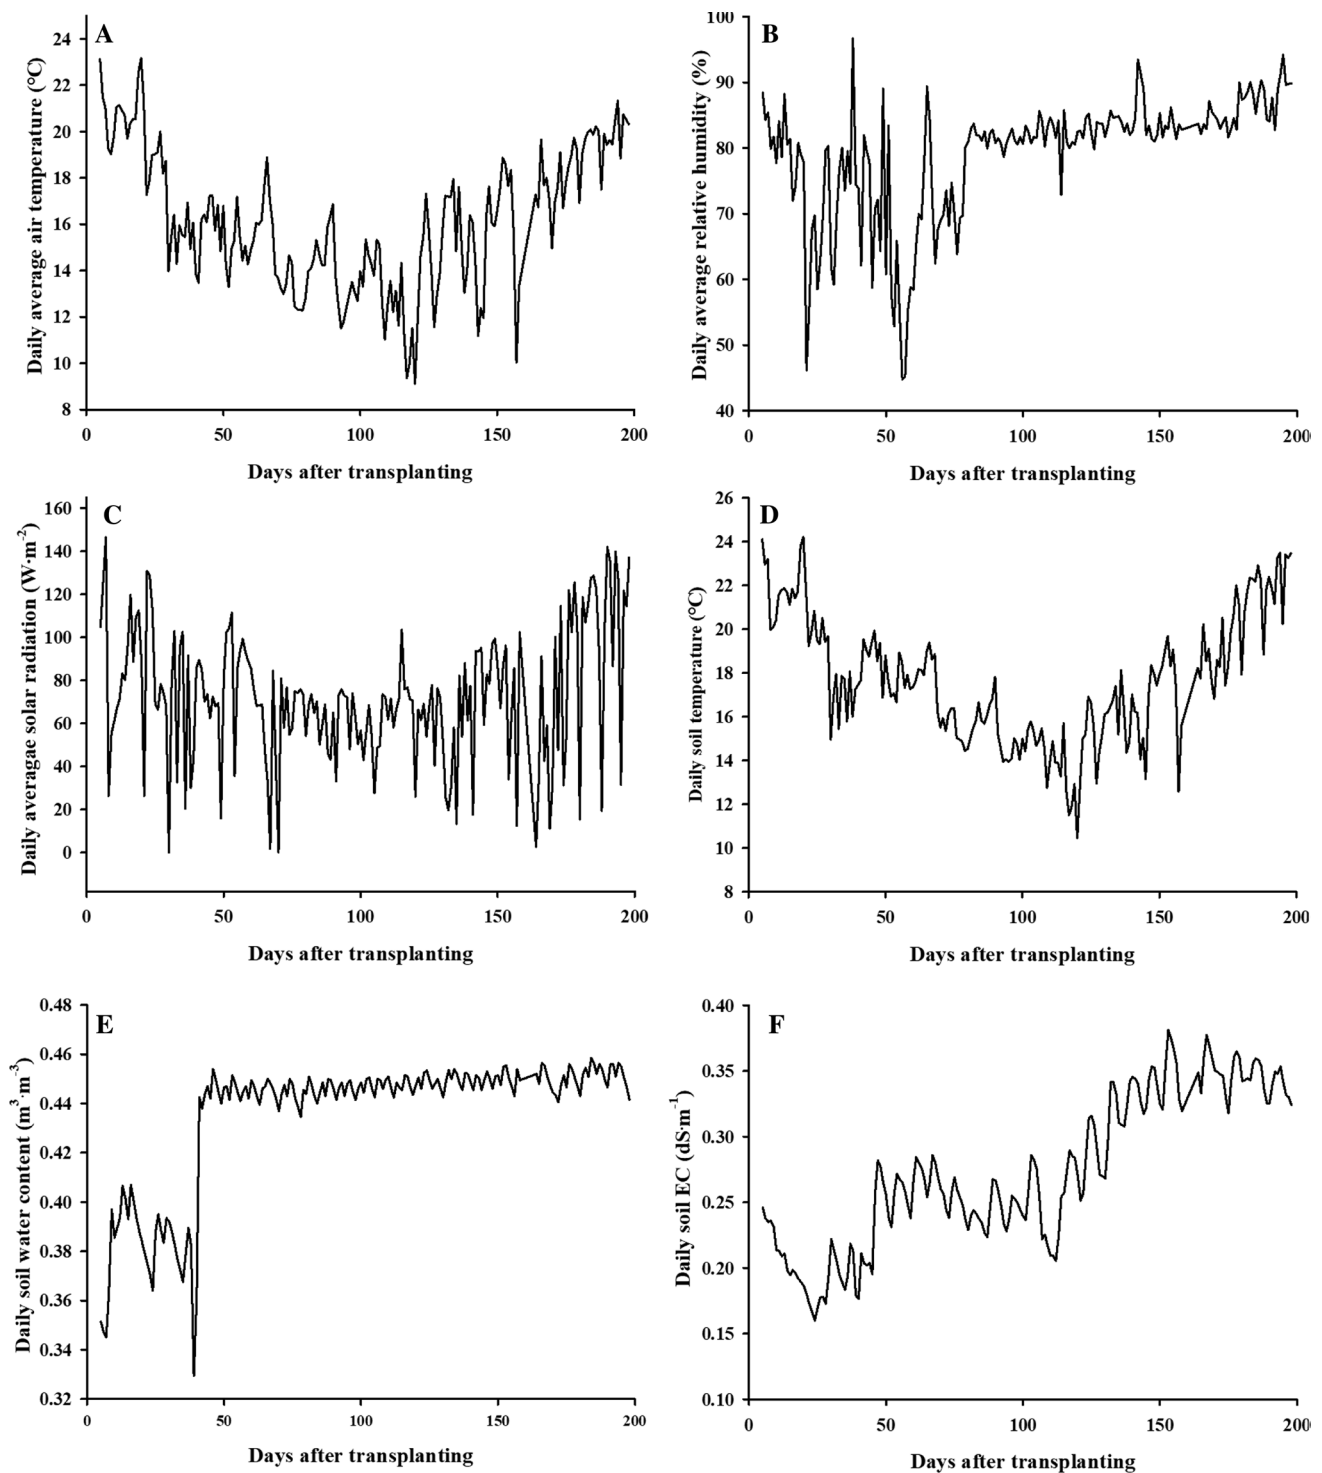 A
Daily average air temperature (°C)
24
22
20
18
16
14
12
10
8
0 50 100 150 200
Days after transplanting
B
Daily average relative humidity (%)
100
90
80
70
60
50
40
0 50 100 150 200
Days after transplanting
C
Daily averagae solar radiation (W·m⁻²)
160
140
120
100
80
60
40
20
0
0 50 100 150 200
Days after transplanting
D
Daily soil temperature (°C)
26
24
22
20
18
16
14
12
10
8
0 50 100 150 200
Days after transplanting
E
Daily soil water content (m³·m⁻³)
0.48
0.46
0.44
0.42
0.40
0.38
0.36
0.34
0.32
0 50 100 150 200
Days after transplanting
F
Daily soil EC (dS·m⁻¹)
0.40
0.35
0.30
0.25
0.20
0.15
0.10
0 50 100 150 200
Days after transplanting